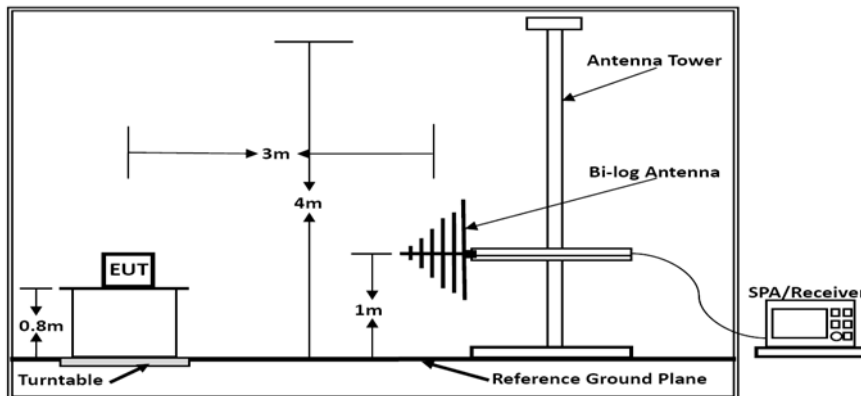 Antenna Tower
3m
Bi-log Antenna
4m
EUT
1m
SPA/Receiver
0.8m
Turntable
Reference Ground Plane